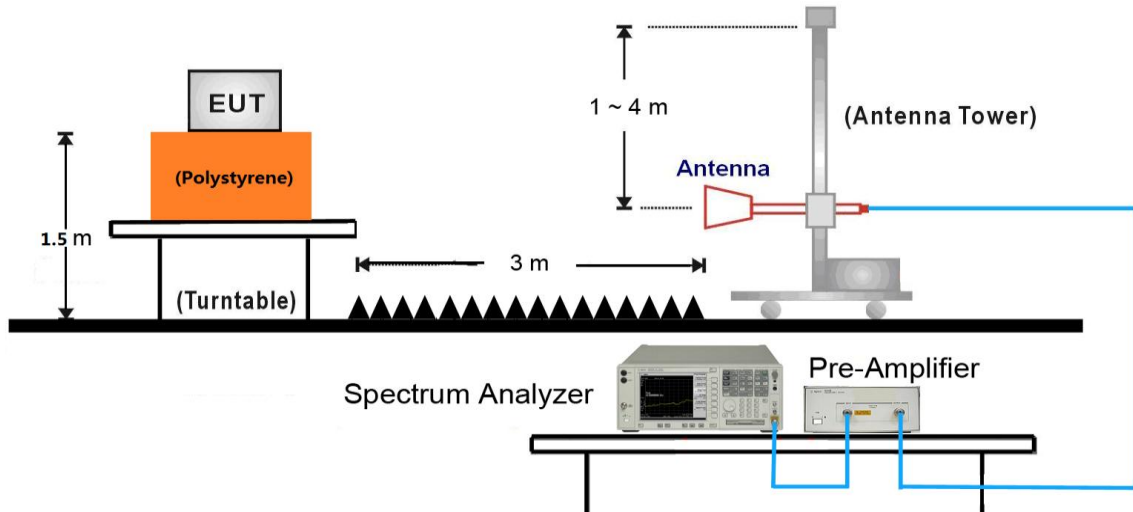 EUT
(Polystyrene)
1.5 m
(Turntable)
3 m
1 ~ 4 m
Antenna
(Antenna Tower)
Spectrum Analyzer
Pre-Amplifier